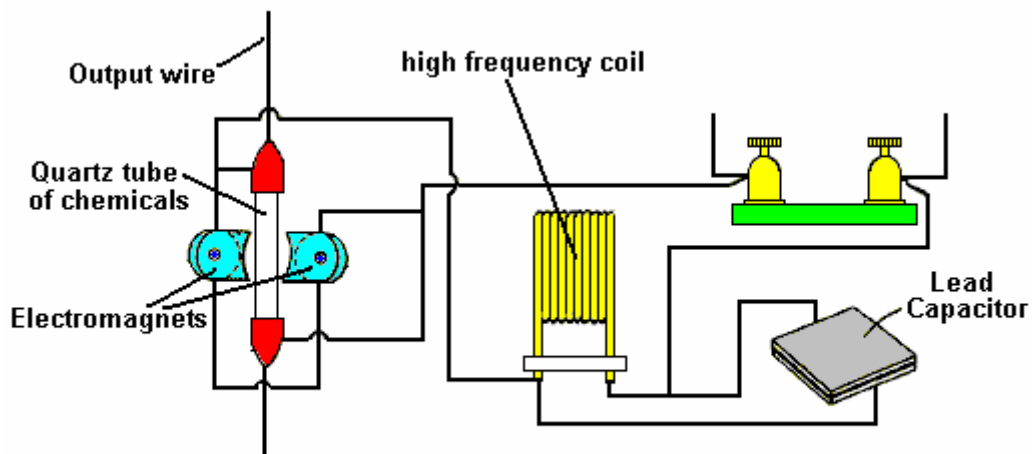 Output wire
high frequency coil
Quartz tube
of chemicals
Electromagnets
Lead
Capacitor